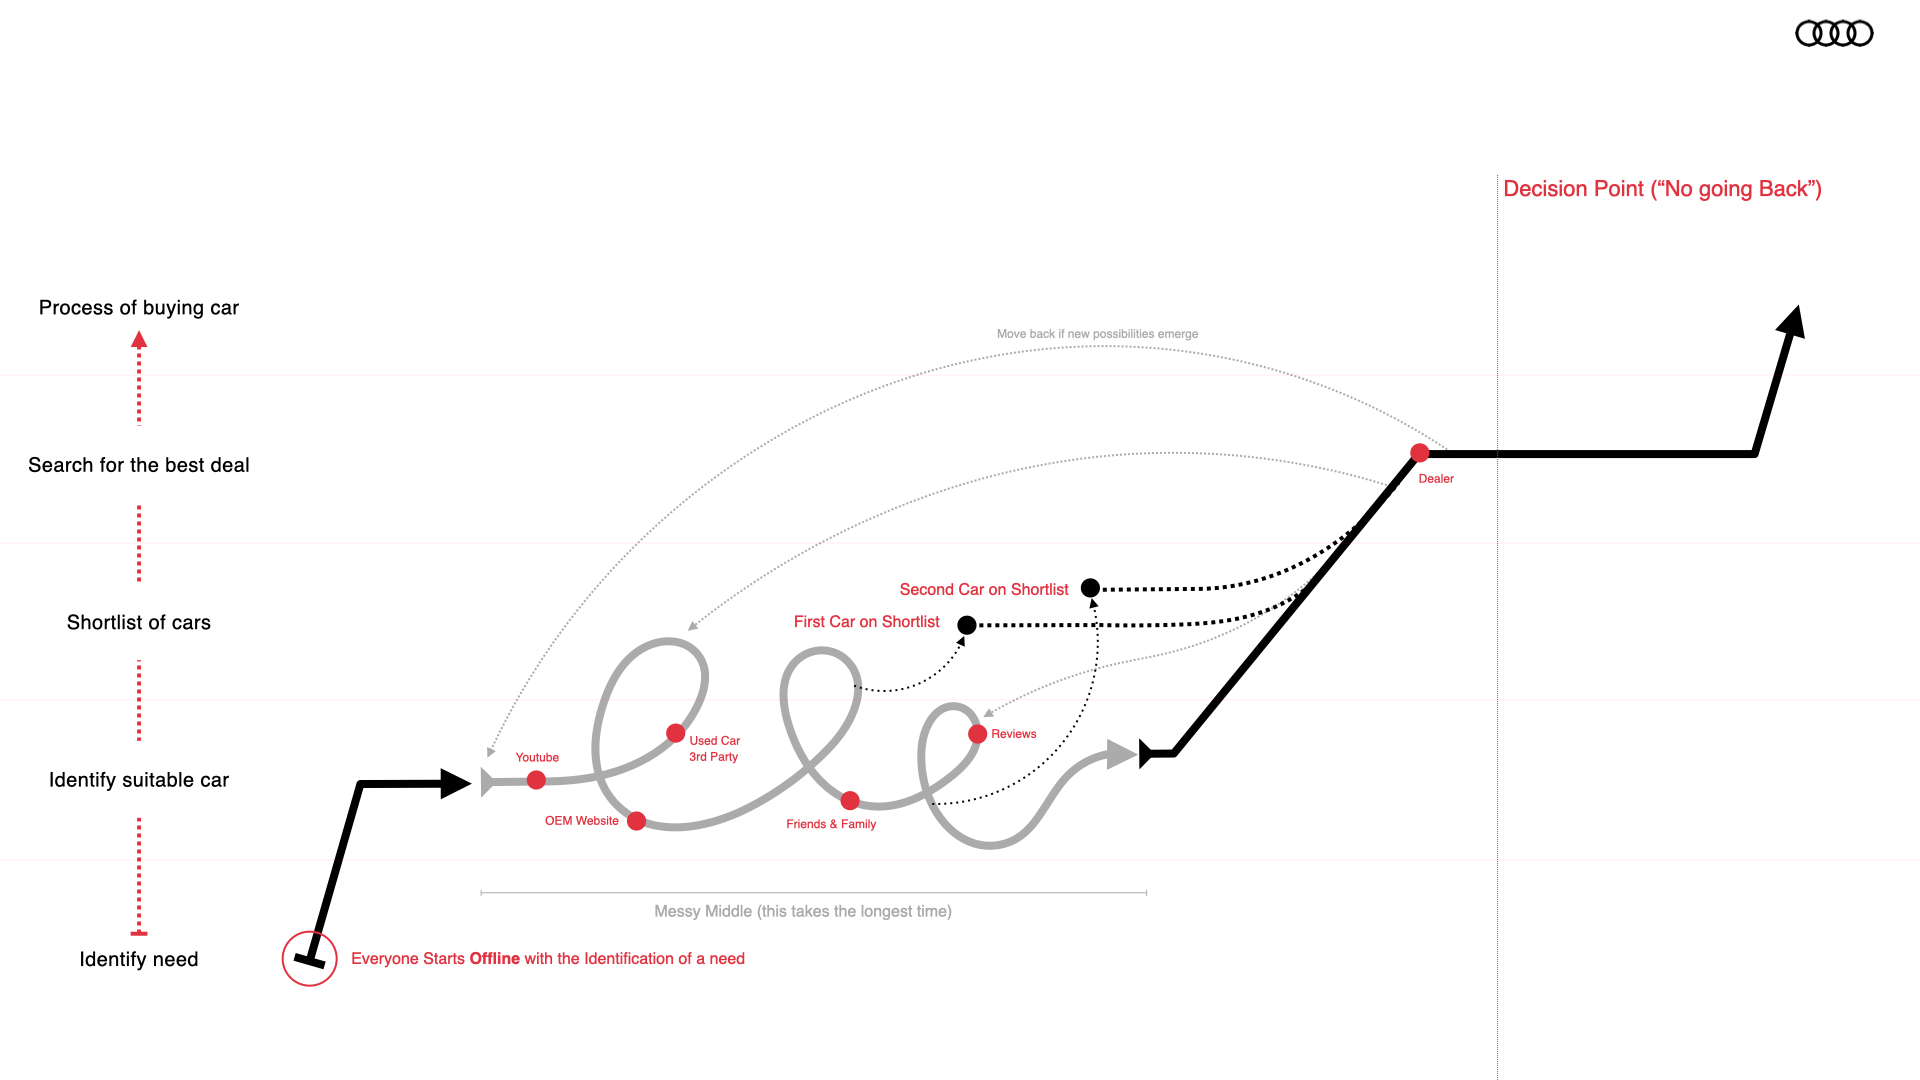 Decision Point (“No going Back”)
Process of buying car
Move back if new possibilities emerge
Search for the best deal
Dealer
Second Car on Shortlist
First Car on Shortlist
Shortlist of cars
Reviews
Used Car
3rd Party
Youtube
Identify suitable car
OEM Website
Friends & Family
Messy Middle (this takes the longest time)
Identify need
Everyone Starts Offline with the Identification of a need